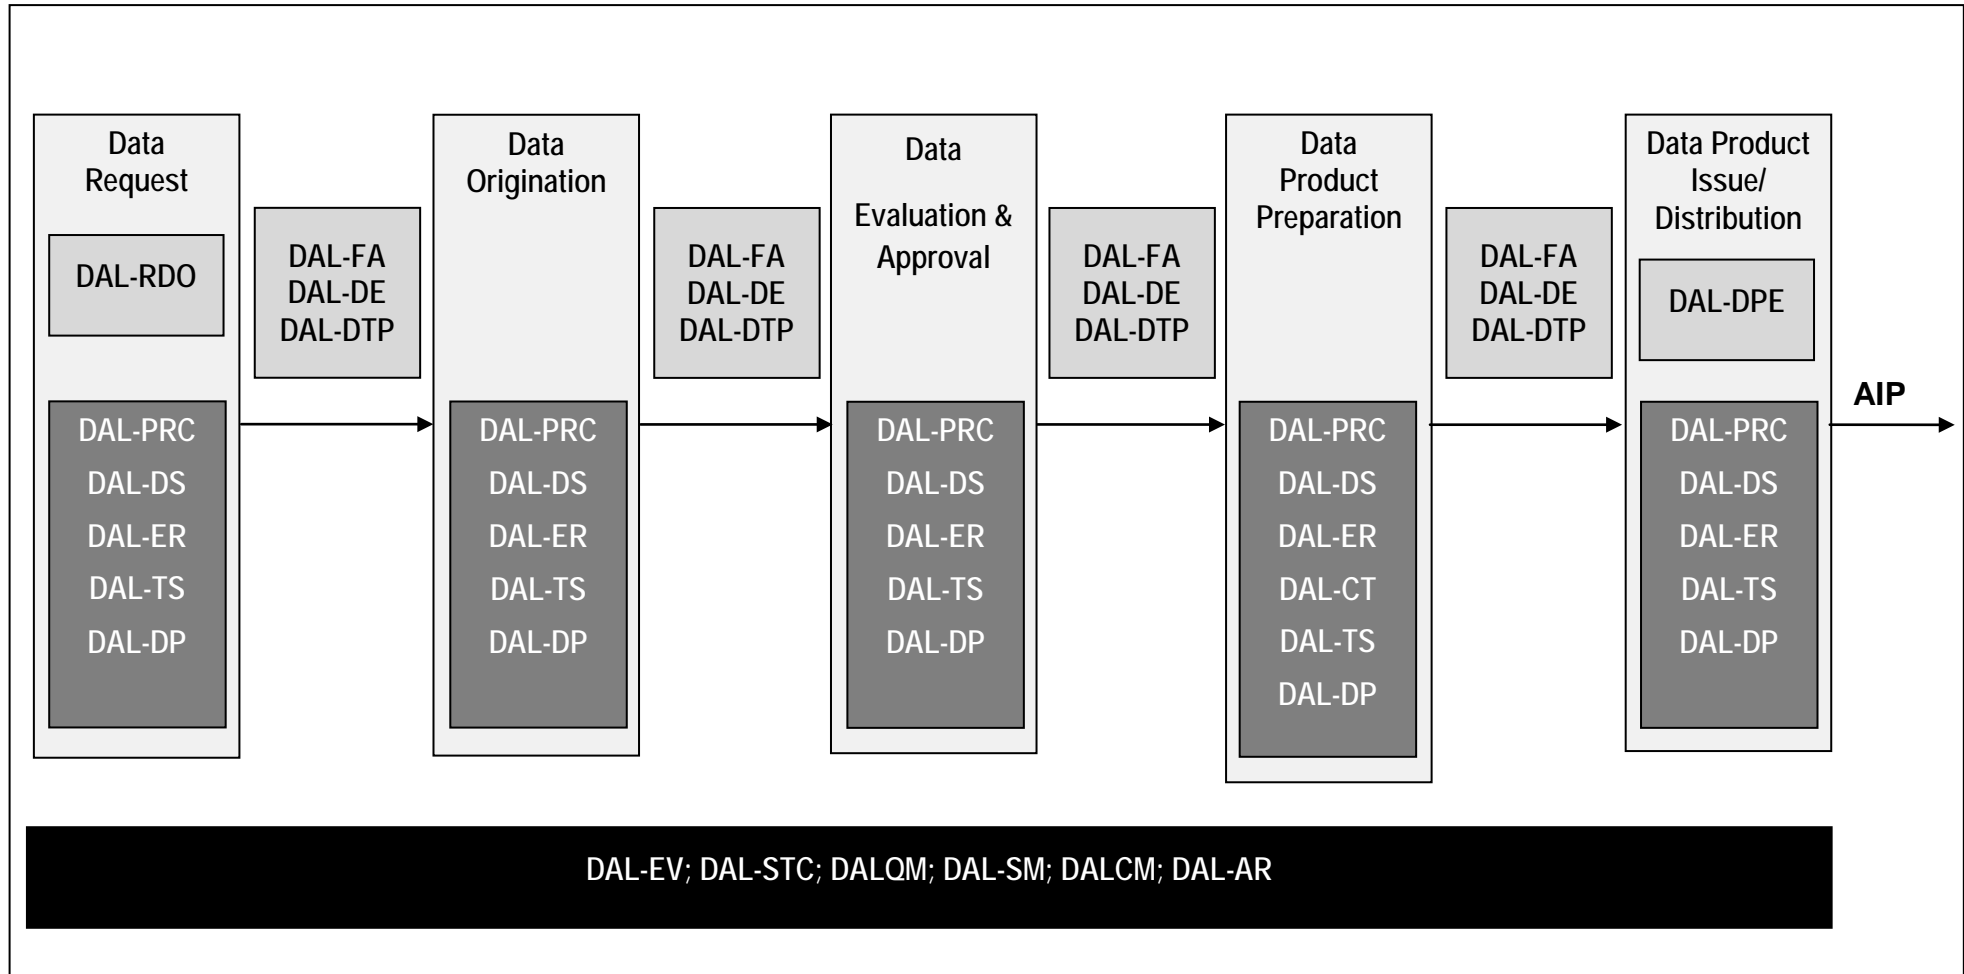 Data
Request
DAL-RDO
DAL-PRC
DAL-DS
DAL-ER
DAL-TS
DAL-DP
DAL-FA
DAL-DE
DAL-DTP
Data
Origination
DAL-PRC
DAL-DS
DAL-ER
DAL-TS
DAL-DP
DAL-FA
DAL-DE
DAL-DTP
Data
Evaluation &
Approval
DAL-PRC
DAL-DS
DAL-ER
DAL-TS
DAL-DP
DAL-FA
DAL-DE
DAL-DTP
Data
Product
Preparation
DAL-PRC
DAL-DS
DAL-ER
DAL-CT
DAL-TS
DAL-DP
DAL-FA
DAL-DE
DAL-DTP
Data Product
Issue/
Distribution
DAL-DPE
DAL-PRC
DAL-DS
DAL-ER
DAL-TS
DAL-DP
AIP
DAL-EV; DAL-STC; DALQM; DAL-SM; DALCM; DAL-AR